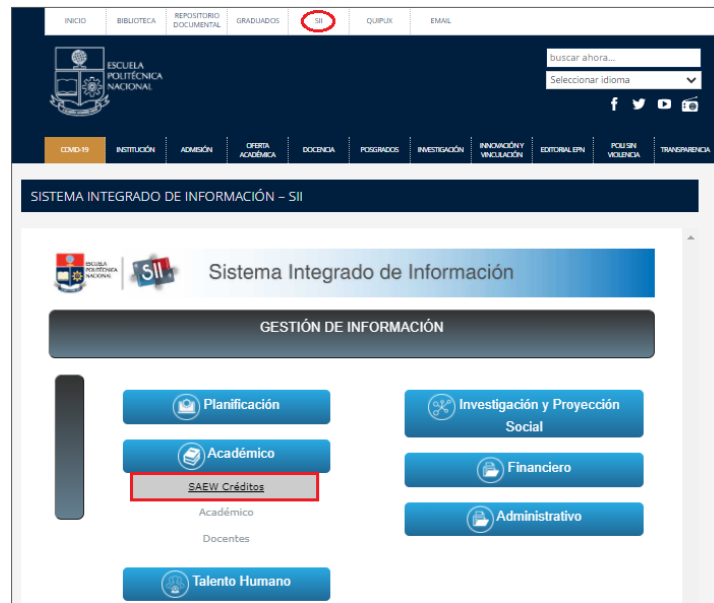 INICIO
BIBLIOTECA
REPOSITORIO
DOCUMENTAL
GRADUADOS
SII
QUIPUX
EMAIL
ESCUELA
POLITÉCNICA
NACIONAL
buscar ahora...
Seleccionar idioma
COVID-19
INSTITUCIÓN
ADMISIÓN
OFERTA
ACADÉMICA
DOCENCIA
POSGRADOS
INVESTIGACIÓN
INNOVACIÓN Y
VINCULACIÓN
EDITORIAL EPN
POLI SIN
VIOLENCIA
TRANSPARENCIA
SISTEMA INTEGRADO DE INFORMACIÓN – SII
ESCUELA
POLITÉCNICA
NACIONAL
SII
Sistema Integrado de Información
GESTIÓN DE INFORMACIÓN
Planificación
Académico
SAEW Créditos
Académico
Docentes
Talento Humano
Investigación y Proyección
Social
Financiero
Administrativo